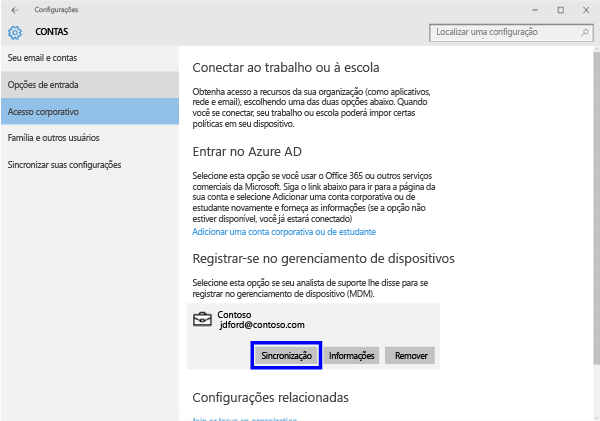 Configurações
CONTAS
Localizar uma configuração
Seu email e contas
Opções de entrada
Acesso corporativo
Família e outros usuários
Sincronizar suas configurações
Conectar ao trabalho ou à escola
Obtenha acesso a recursos da sua organização (como aplicativos,
rede e email), escolhendo uma das duas opções abaixo. Quando
você se conectar, seu trabalho ou escola poderá impor certas
políticas em seu dispositivo.
Entrar no Azure AD
Selecione esta opção se você usar o Office 365 ou outros serviços
comerciais da Microsoft. Siga o link abaixo para ir para a página da
sua conta e selecione Adicionar uma conta corporativa ou de
estudante novamente e forneça as informações (se a opção não
estiver disponível, você já estará conectado)
Adicionar uma conta corporativa ou de estudante
Registrar-se no gerenciamento de dispositivos
Selecione esta opção se seu analista de suporte lhe disse para se
registrar no gerenciamento de dispositivo (MDM).
Contoso
jdford@contoso.com
Sincronização Informações Remover
Configurações relacionadas
Join or leave an organization